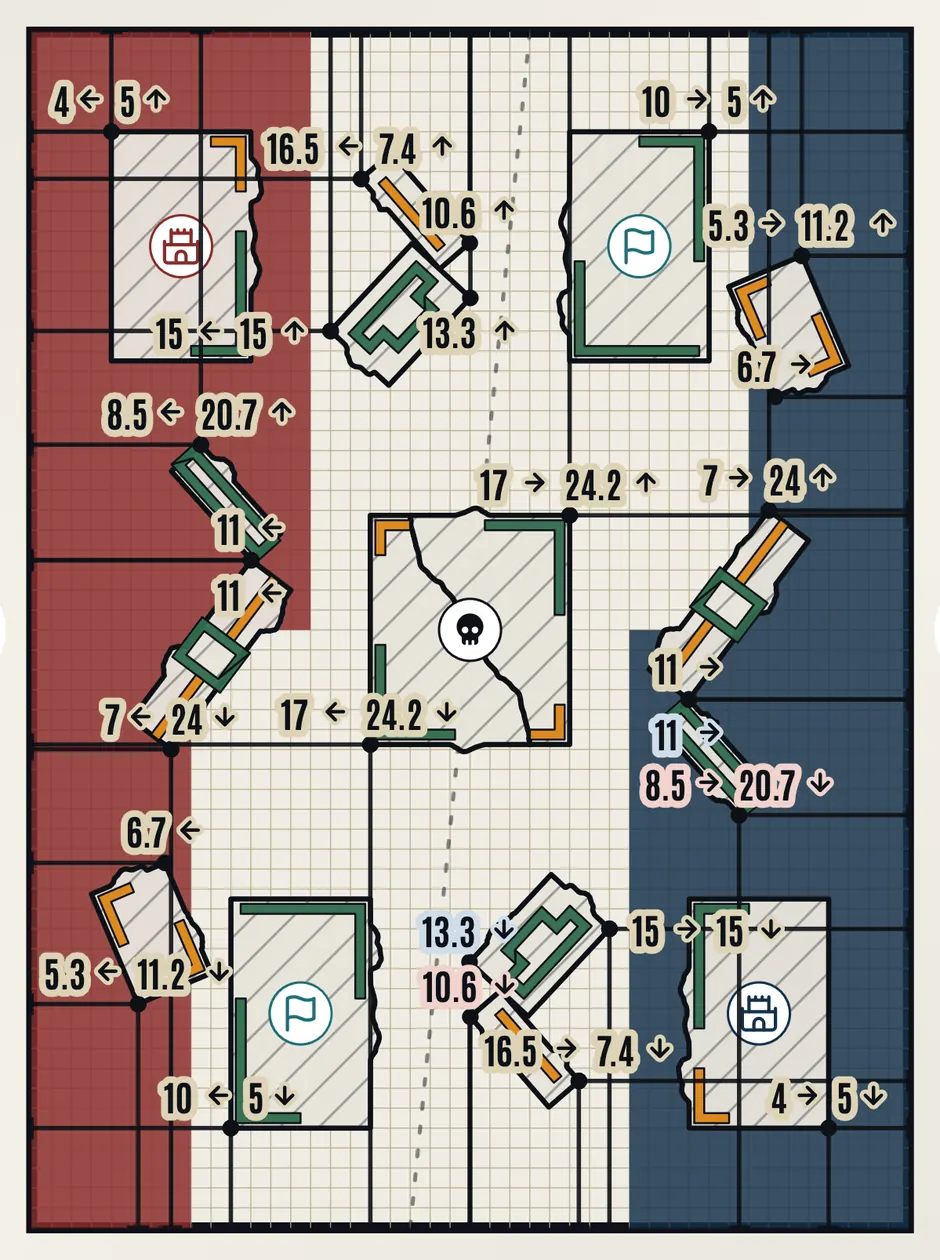 4 ← 5 ↑
10 → 5 ↑
16.5 ← 7.4 ↑
10.6 ↑
5.3 → 11.2 ↑
15 ← 15 ↑
13.3 ↑
6.7 →
8.5 ← 20.7 ↑
17 → 24.2 ↑
7 → 24 ↑
11 ←
11 ←
11 →
7 ← 24 ↓
17 ← 24.2 ↓
11 →
8.5 → 20.7 ↓
6.7 ←
13.3 ↓
15 → 15 ↓
5.3 ← 11.2 ↓
10.6 ↓
16.5 → 7.4 ↓
10 ← 5 ↓
4 → 5 ↓